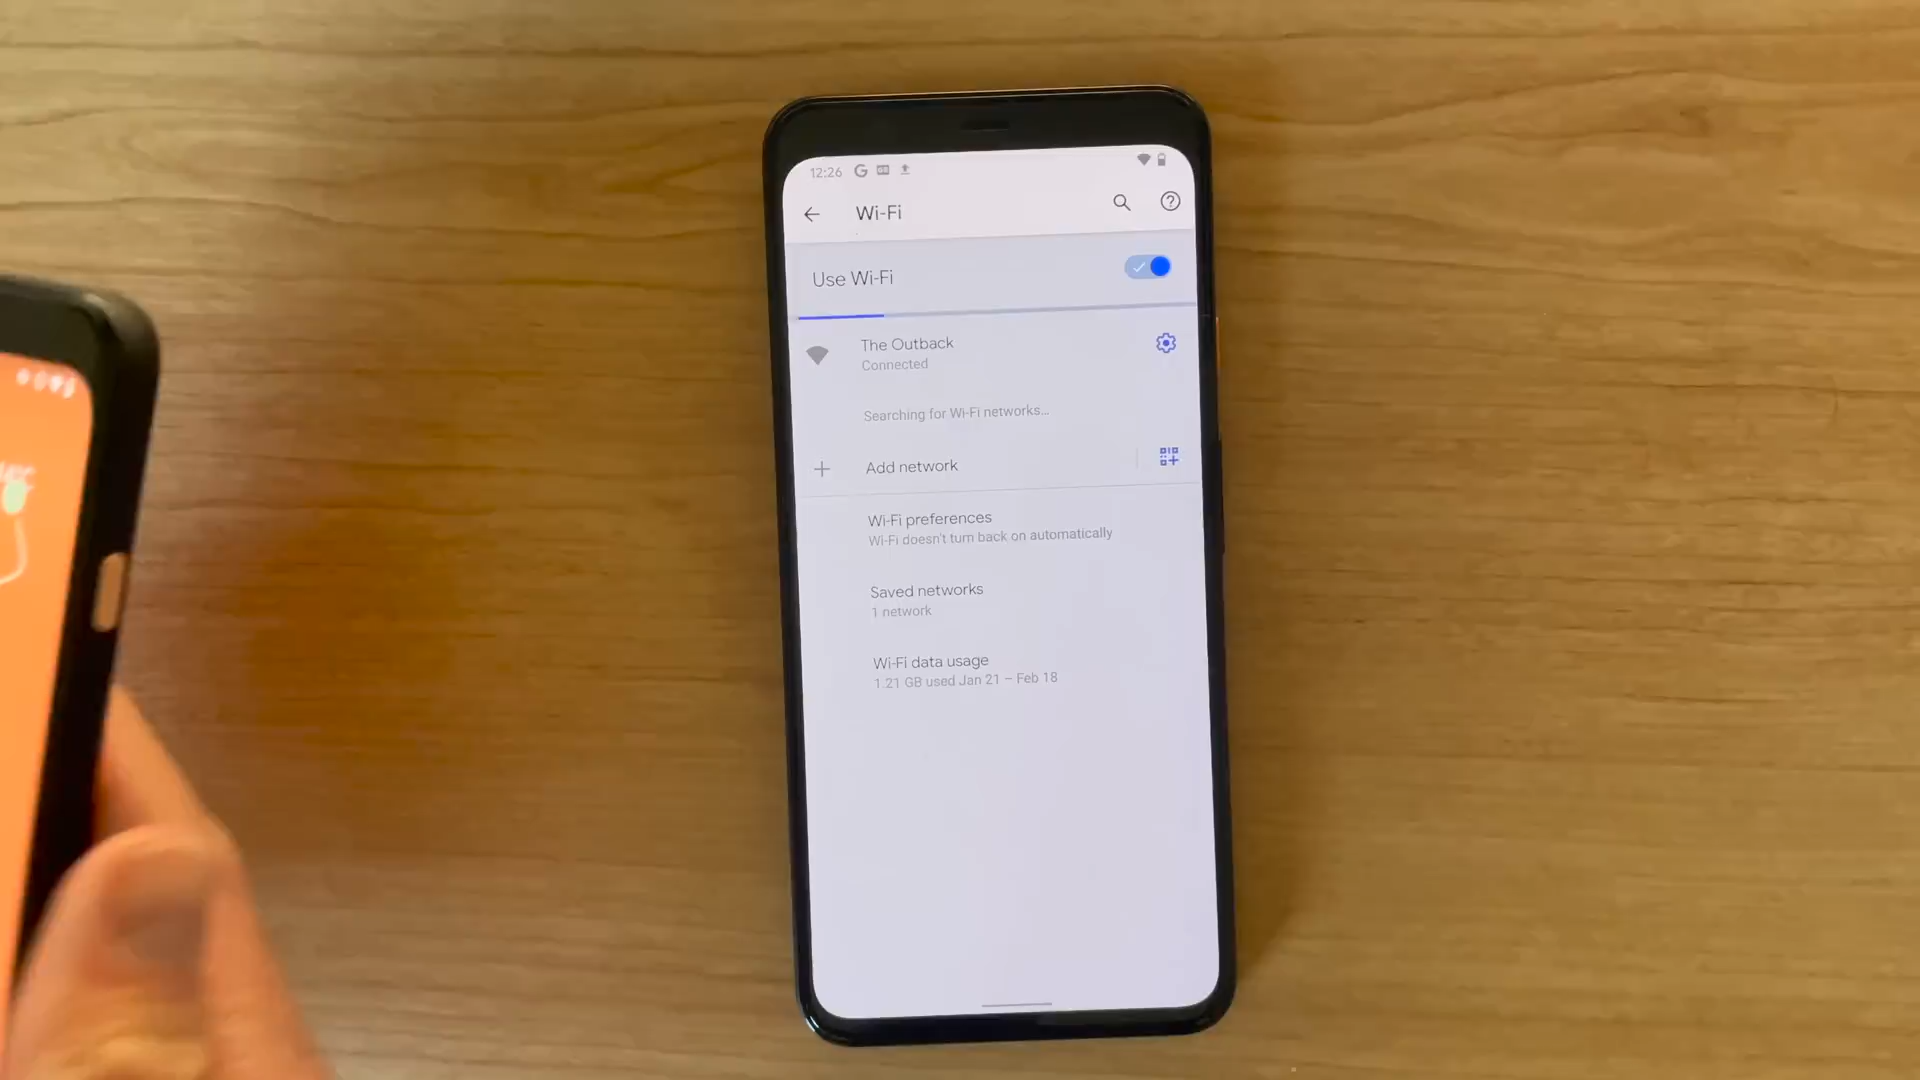 12:26
Wi-Fi
Use Wi-Fi
The Outback
Connected
Searching for Wi-Fi networks…
Add network
Wi-Fi preferences
Wi-Fi doesn't turn back on automatically
Saved networks
1 network
Wi-Fi data usage
1.21 GB used Jan 21 – Feb 18